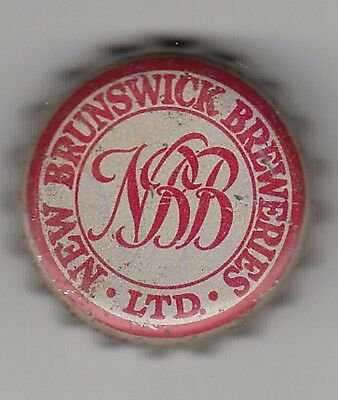 NEW BRUNSWICK BREWERIES
· LTD. ·
NBB